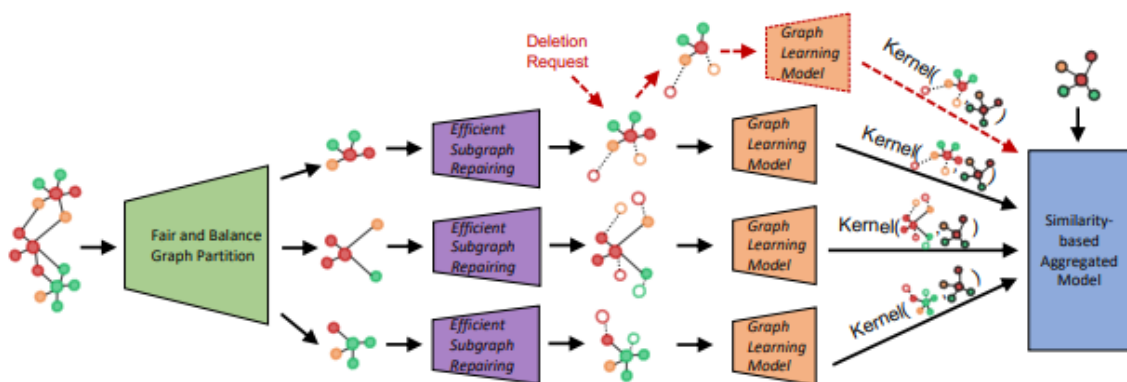 Deletion
Request
Graph
Learning
Model
Kernel(
,
)
Fair and Balance
Graph Partition
Efficient
Subgraph
Repairing
Graph
Learning
Model
Kernel(
,
)
Efficient
Subgraph
Repairing
Graph
Learning
Model
Kernel(
,
)
Efficient
Subgraph
Repairing
Graph
Learning
Model
Kernel(
,
)
Similarity-
based
Aggregated
Model